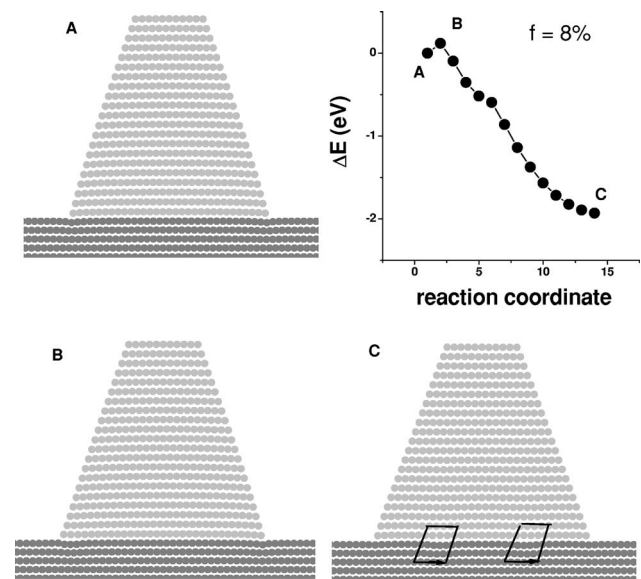 A
B
f = 8%
0
A
ΔE (eV)
-1
C
-2
0
5
10
15
reaction coordinate
B
C